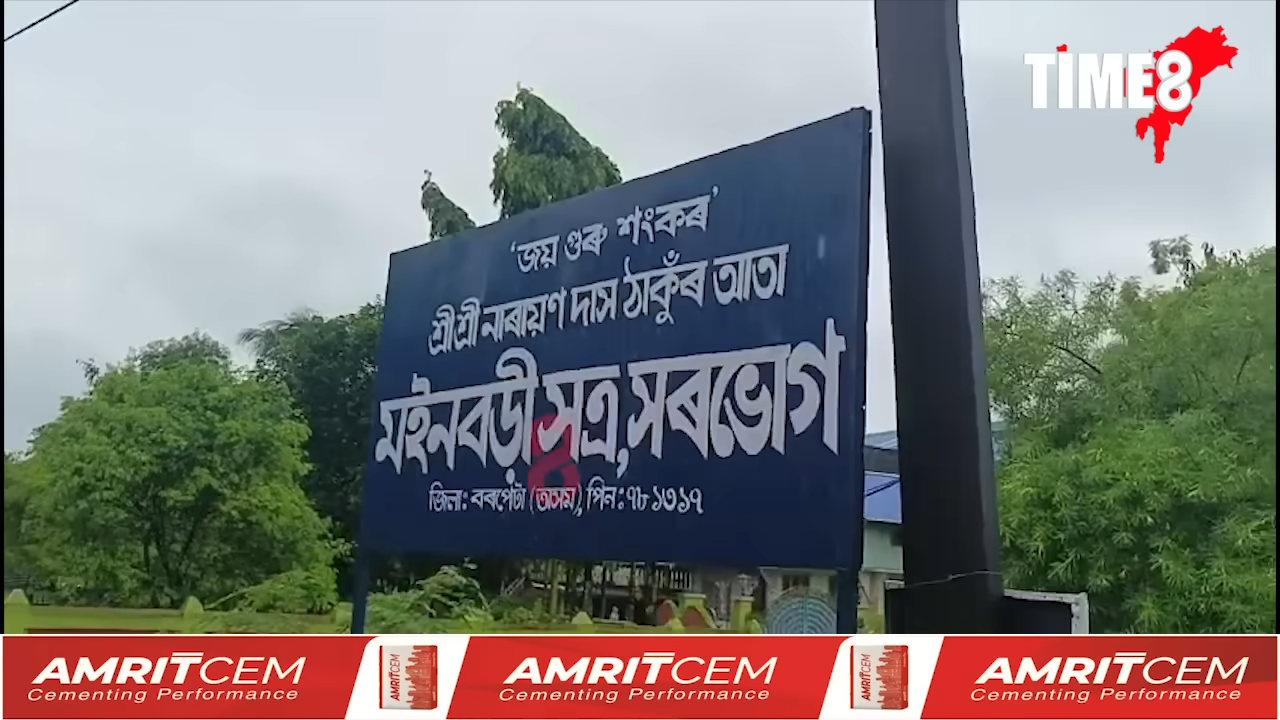 TIME8
‘জয় গুৰু শংকৰ’
শ্ৰীশ্ৰী নাৰায়ণ দাস ঠাকুঁৰ আতা
মইনবড়ী সত্ৰ, সৰভোগ
জিলা: বৰপেটা (অসম), পিন: ৭৮১৩১৭
AMRITCEM AMRITCEM AMRITCEM
Cementing Performance Cementing Performance Cementing Performance